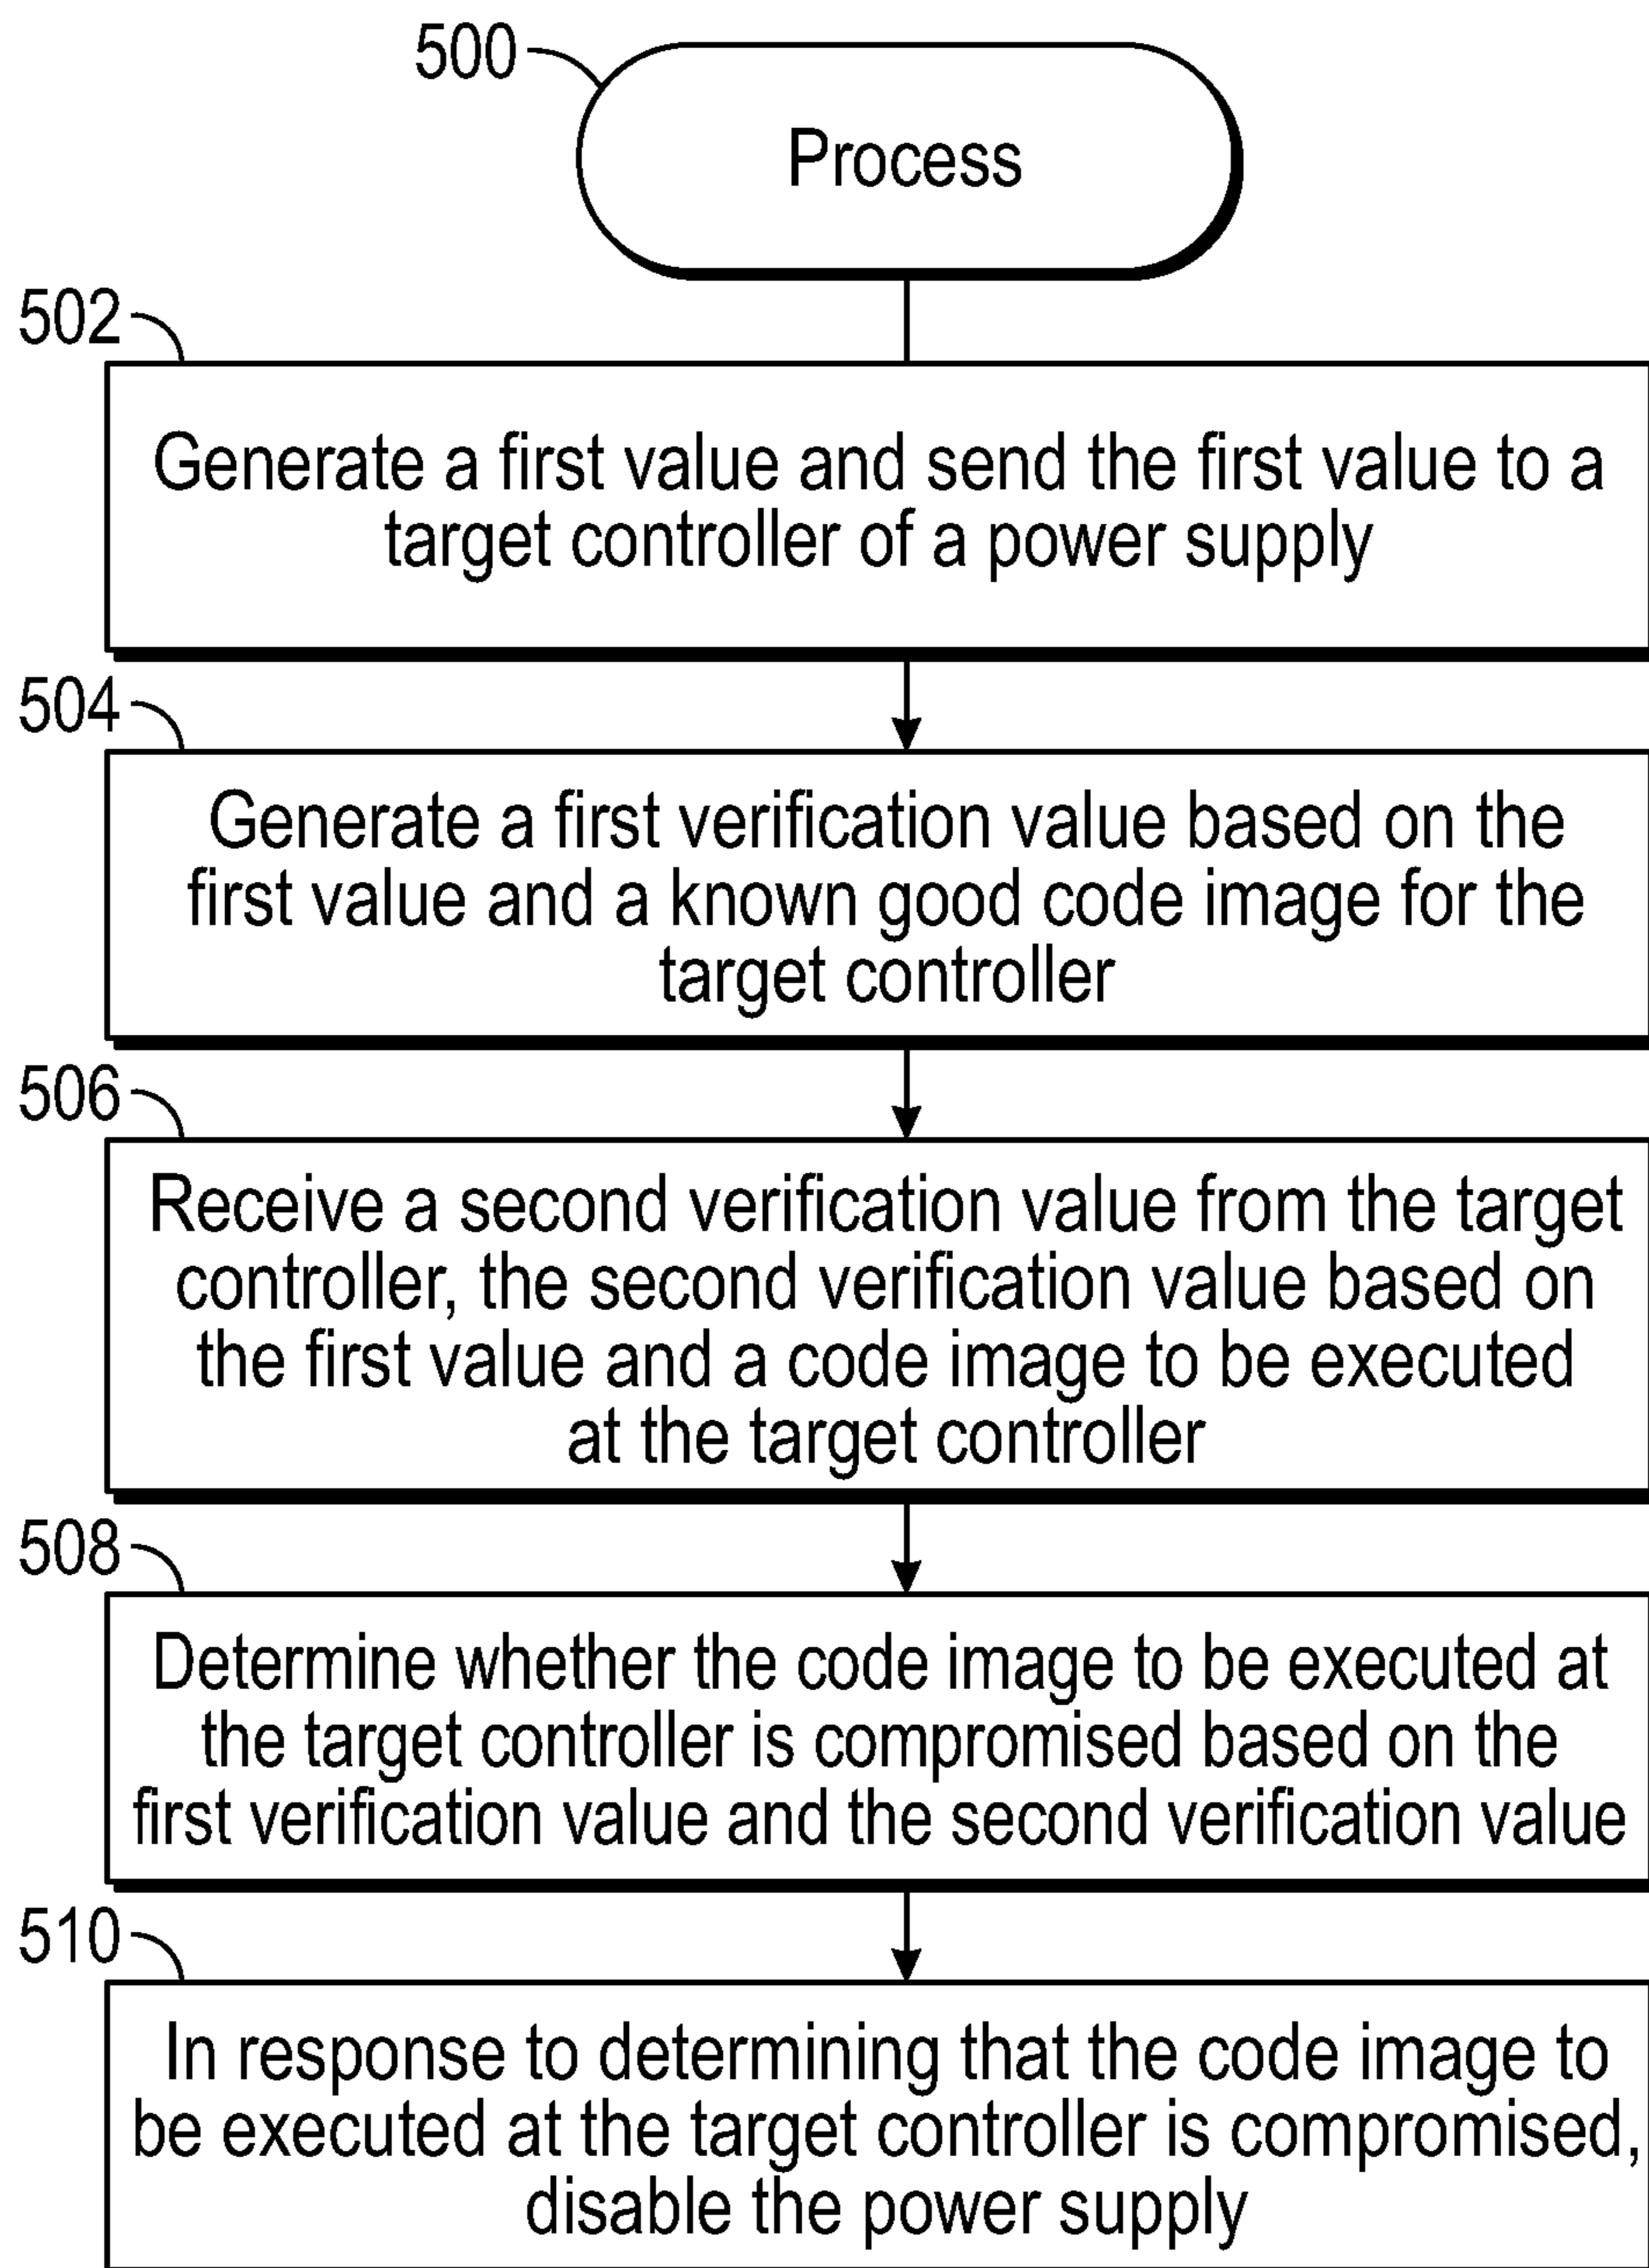 500
Process
502
Generate a first value and send the first value to a
target controller of a power supply
504
Generate a first verification value based on the
first value and a known good code image for the
target controller
506
Receive a second verification value from the target
controller, the second verification value based on
the first value and a code image to be executed
at the target controller
508
Determine whether the code image to be executed at
the target controller is compromised based on the
first verification value and the second verification value
510
In response to determining that the code image to
be executed at the target controller is compromised,
disable the power supply